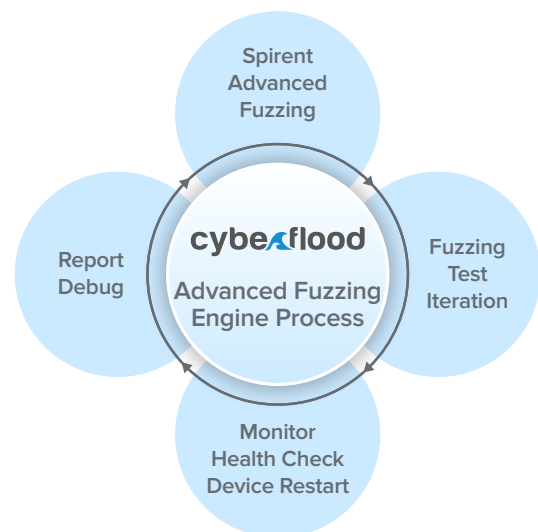 Spirent
Advanced
Fuzzing
Report
Debug
cyberflood
Advanced Fuzzing
Engine Process
Fuzzing
Test
Iteration
Monitor
Health Check
Device Restart